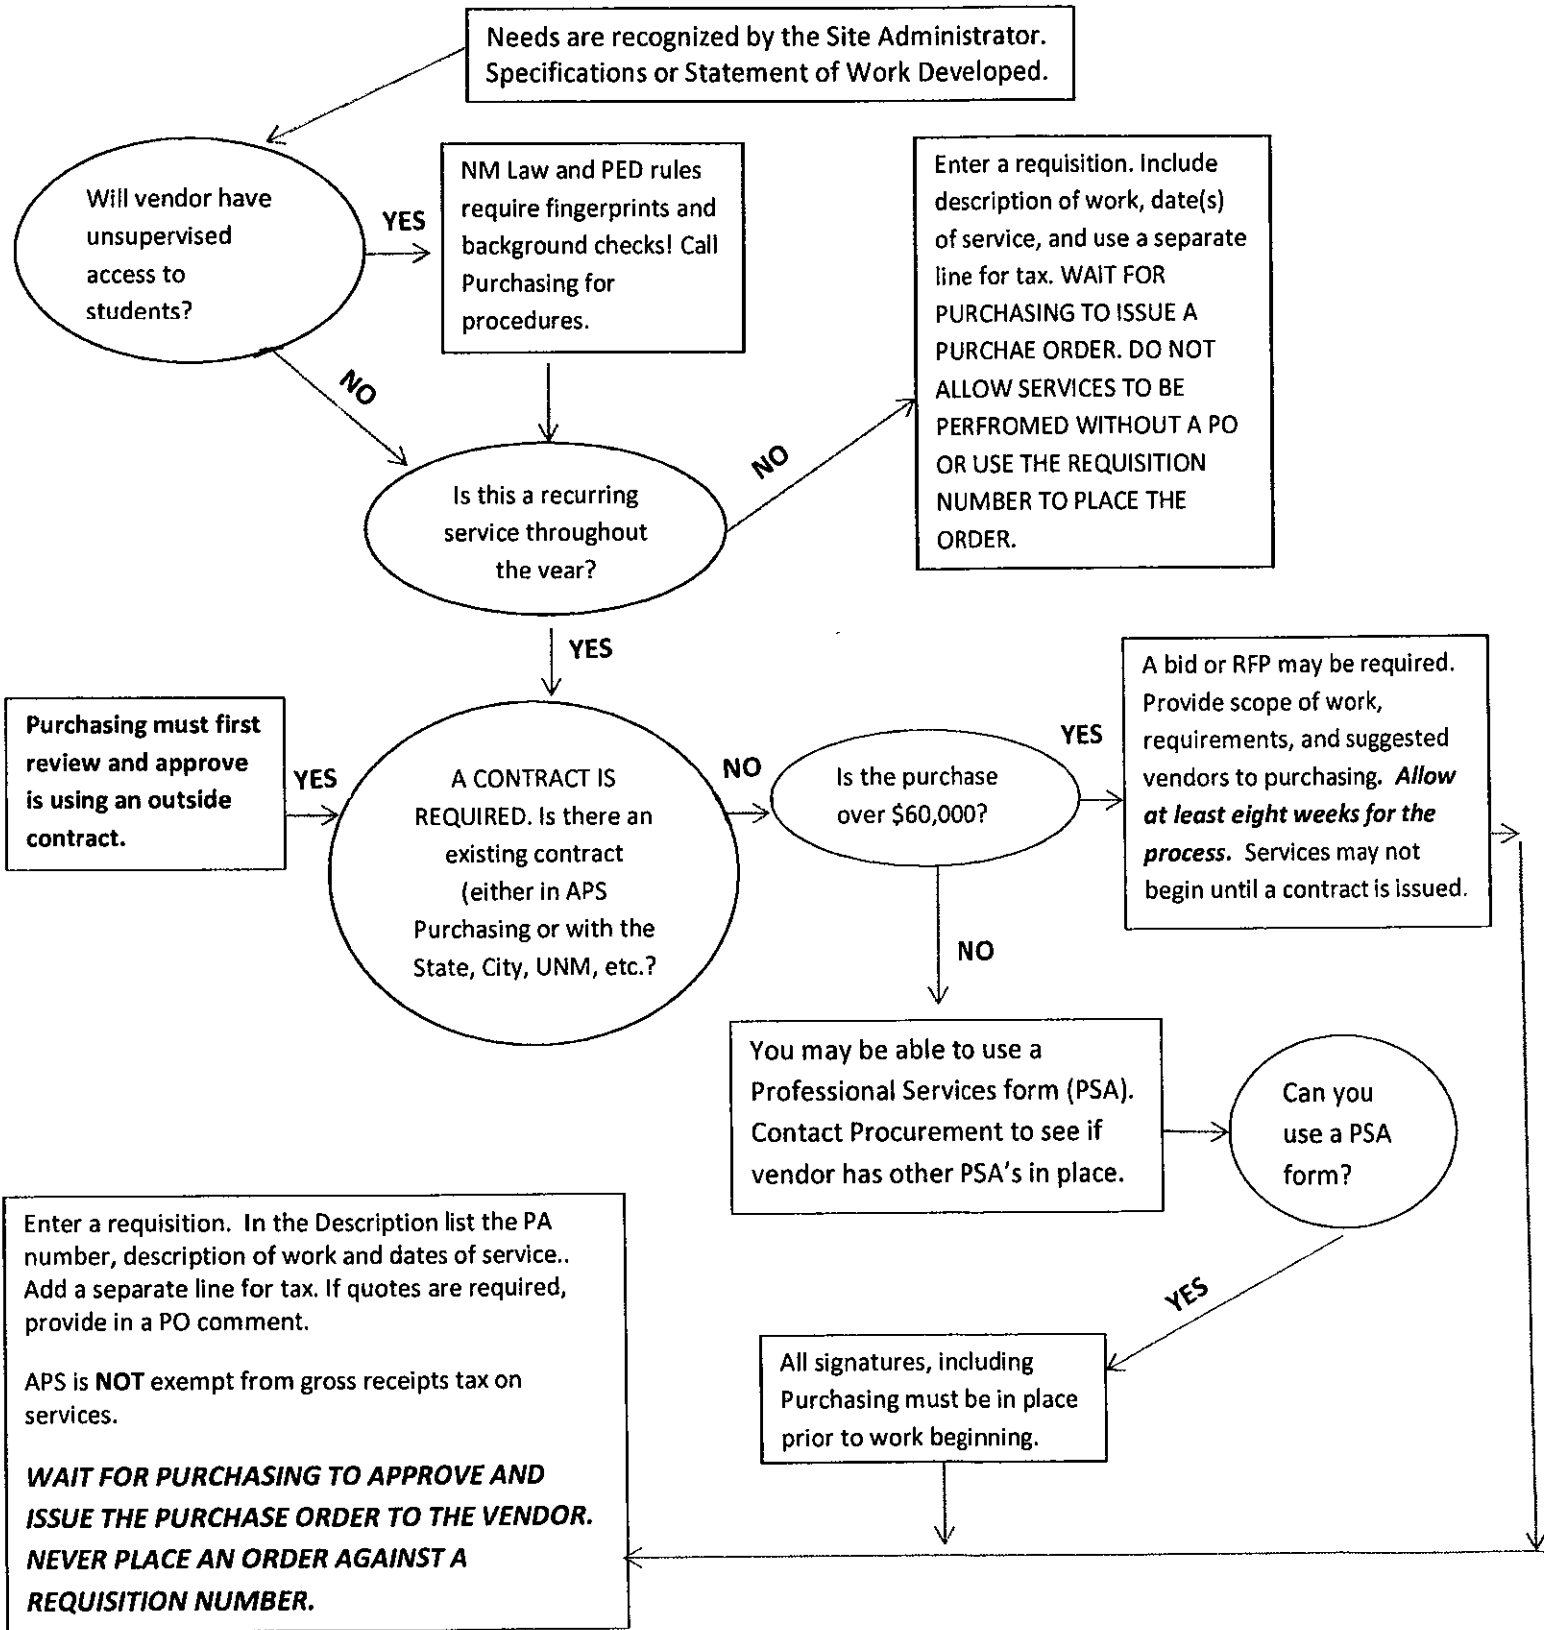 Needs are recognized by the Site Administrator.
Specifications or Statement of Work Developed.
Will vendor have
unsupervised
access to
students?
YES
NO
NM Law and PED rules
require fingerprints and
background checks! Call
Purchasing for
procedures.
Enter a requisition. Include
description of work, date(s)
of service, and use a separate
line for tax. WAIT FOR
PURCHASING TO ISSUE A
PURCHAE ORDER. DO NOT
ALLOW SERVICES TO BE
PERFROMED WITHOUT A PO
OR USE THE REQUISITION
NUMBER TO PLACE THE
ORDER.
Is this a recurring
service throughout
the year?
NO
YES
Purchasing must first
review and approve
is using an outside
contract.
YES
A CONTRACT IS
REQUIRED. Is there an
existing contract
(either in APS
Purchasing or with the
State, City, UNM, etc.?
NO
Is the purchase
over $60,000?
YES
A bid or RFP may be required.
Provide scope of work,
requirements, and suggested
vendors to purchasing. Allow
at least eight weeks for the
process. Services may not
begin until a contract is issued.
NO
You may be able to use a
Professional Services form (PSA).
Contact Procurement to see if
vendor has other PSA's in place.
Can you
use a PSA
form?
YES
All signatures, including
Purchasing must be in place
prior to work beginning.
Enter a requisition. In the Description list the PA
number, description of work and dates of service..
Add a separate line for tax. If quotes are required,
provide in a PO comment.
APS is NOT exempt from gross receipts tax on
services.
WAIT FOR PURCHASING TO APPROVE AND
ISSUE THE PURCHASE ORDER TO THE VENDOR.
NEVER PLACE AN ORDER AGAINST A
REQUISITION NUMBER.